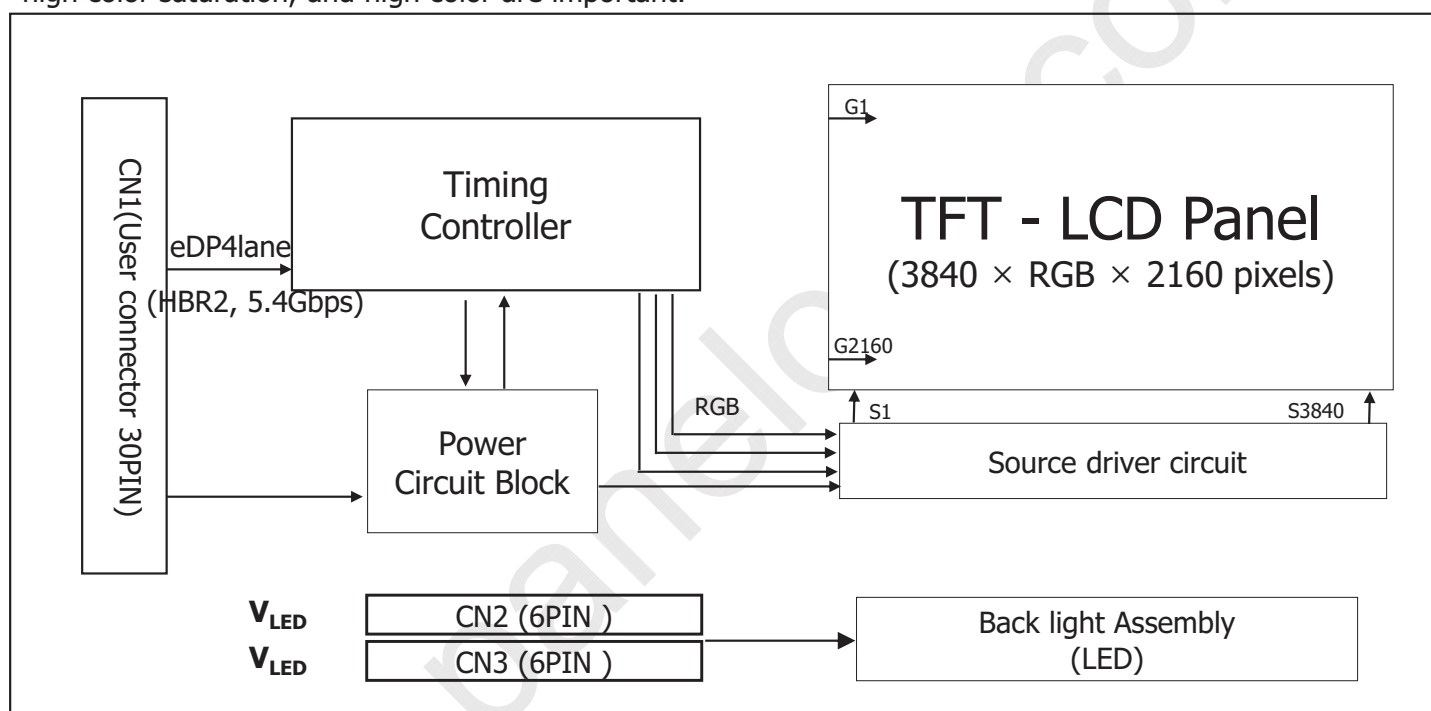 high color saturation, and high color are important.
CN1(User connector 30PIN)
eDP4lane
(HBR2, 5.4Gbps)
Timing
Controller
Power
Circuit Block
RGB
G1
TFT - LCD Panel
(3840 × RGB × 2160 pixels)
G2160
S1
S3840
Source driver circuit
VLED
CN2 (6PIN )
VLED
CN3 (6PIN )
Back light Assembly
(LED)